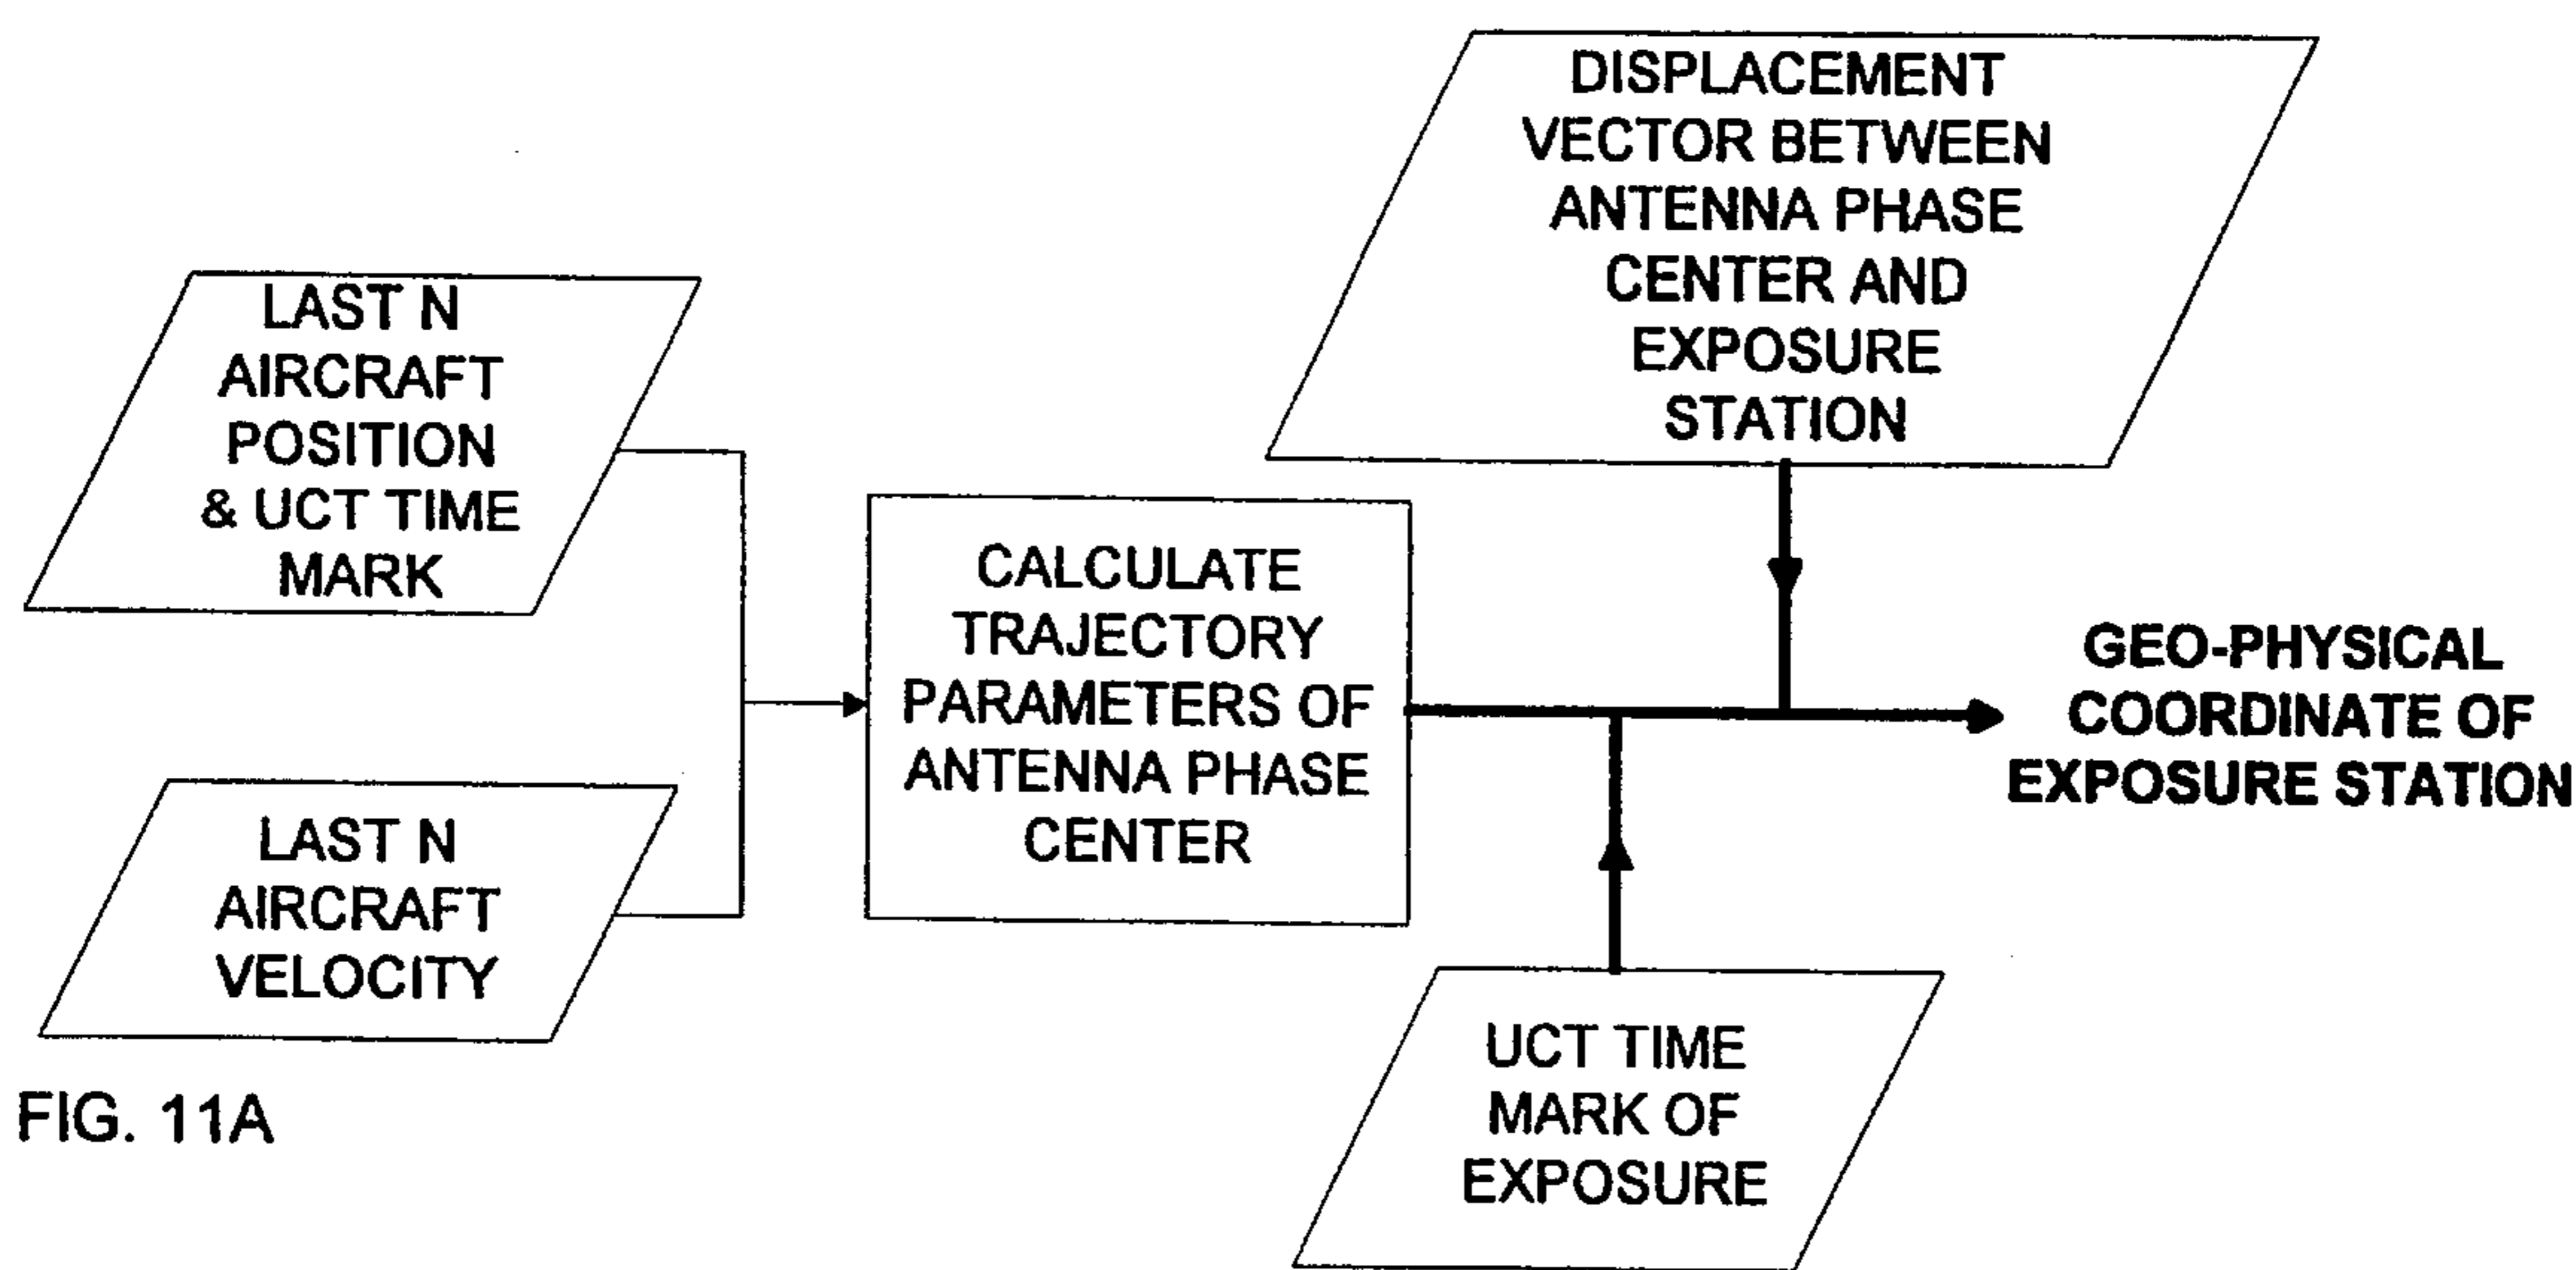 DISPLACEMENT
VECTOR BETWEEN
ANTENNA PHASE
CENTER AND
EXPOSURE
STATION
LAST N
AIRCRAFT
POSITION
& UCT TIME
MARK
CALCULATE
TRAJECTORY
PARAMETERS OF
ANTENNA PHASE
CENTER
GEO-PHYSICAL
COORDINATE OF
EXPOSURE STATION
LAST N
AIRCRAFT
VELOCITY
UCT TIME
MARK OF
EXPOSURE
FIG. 11A